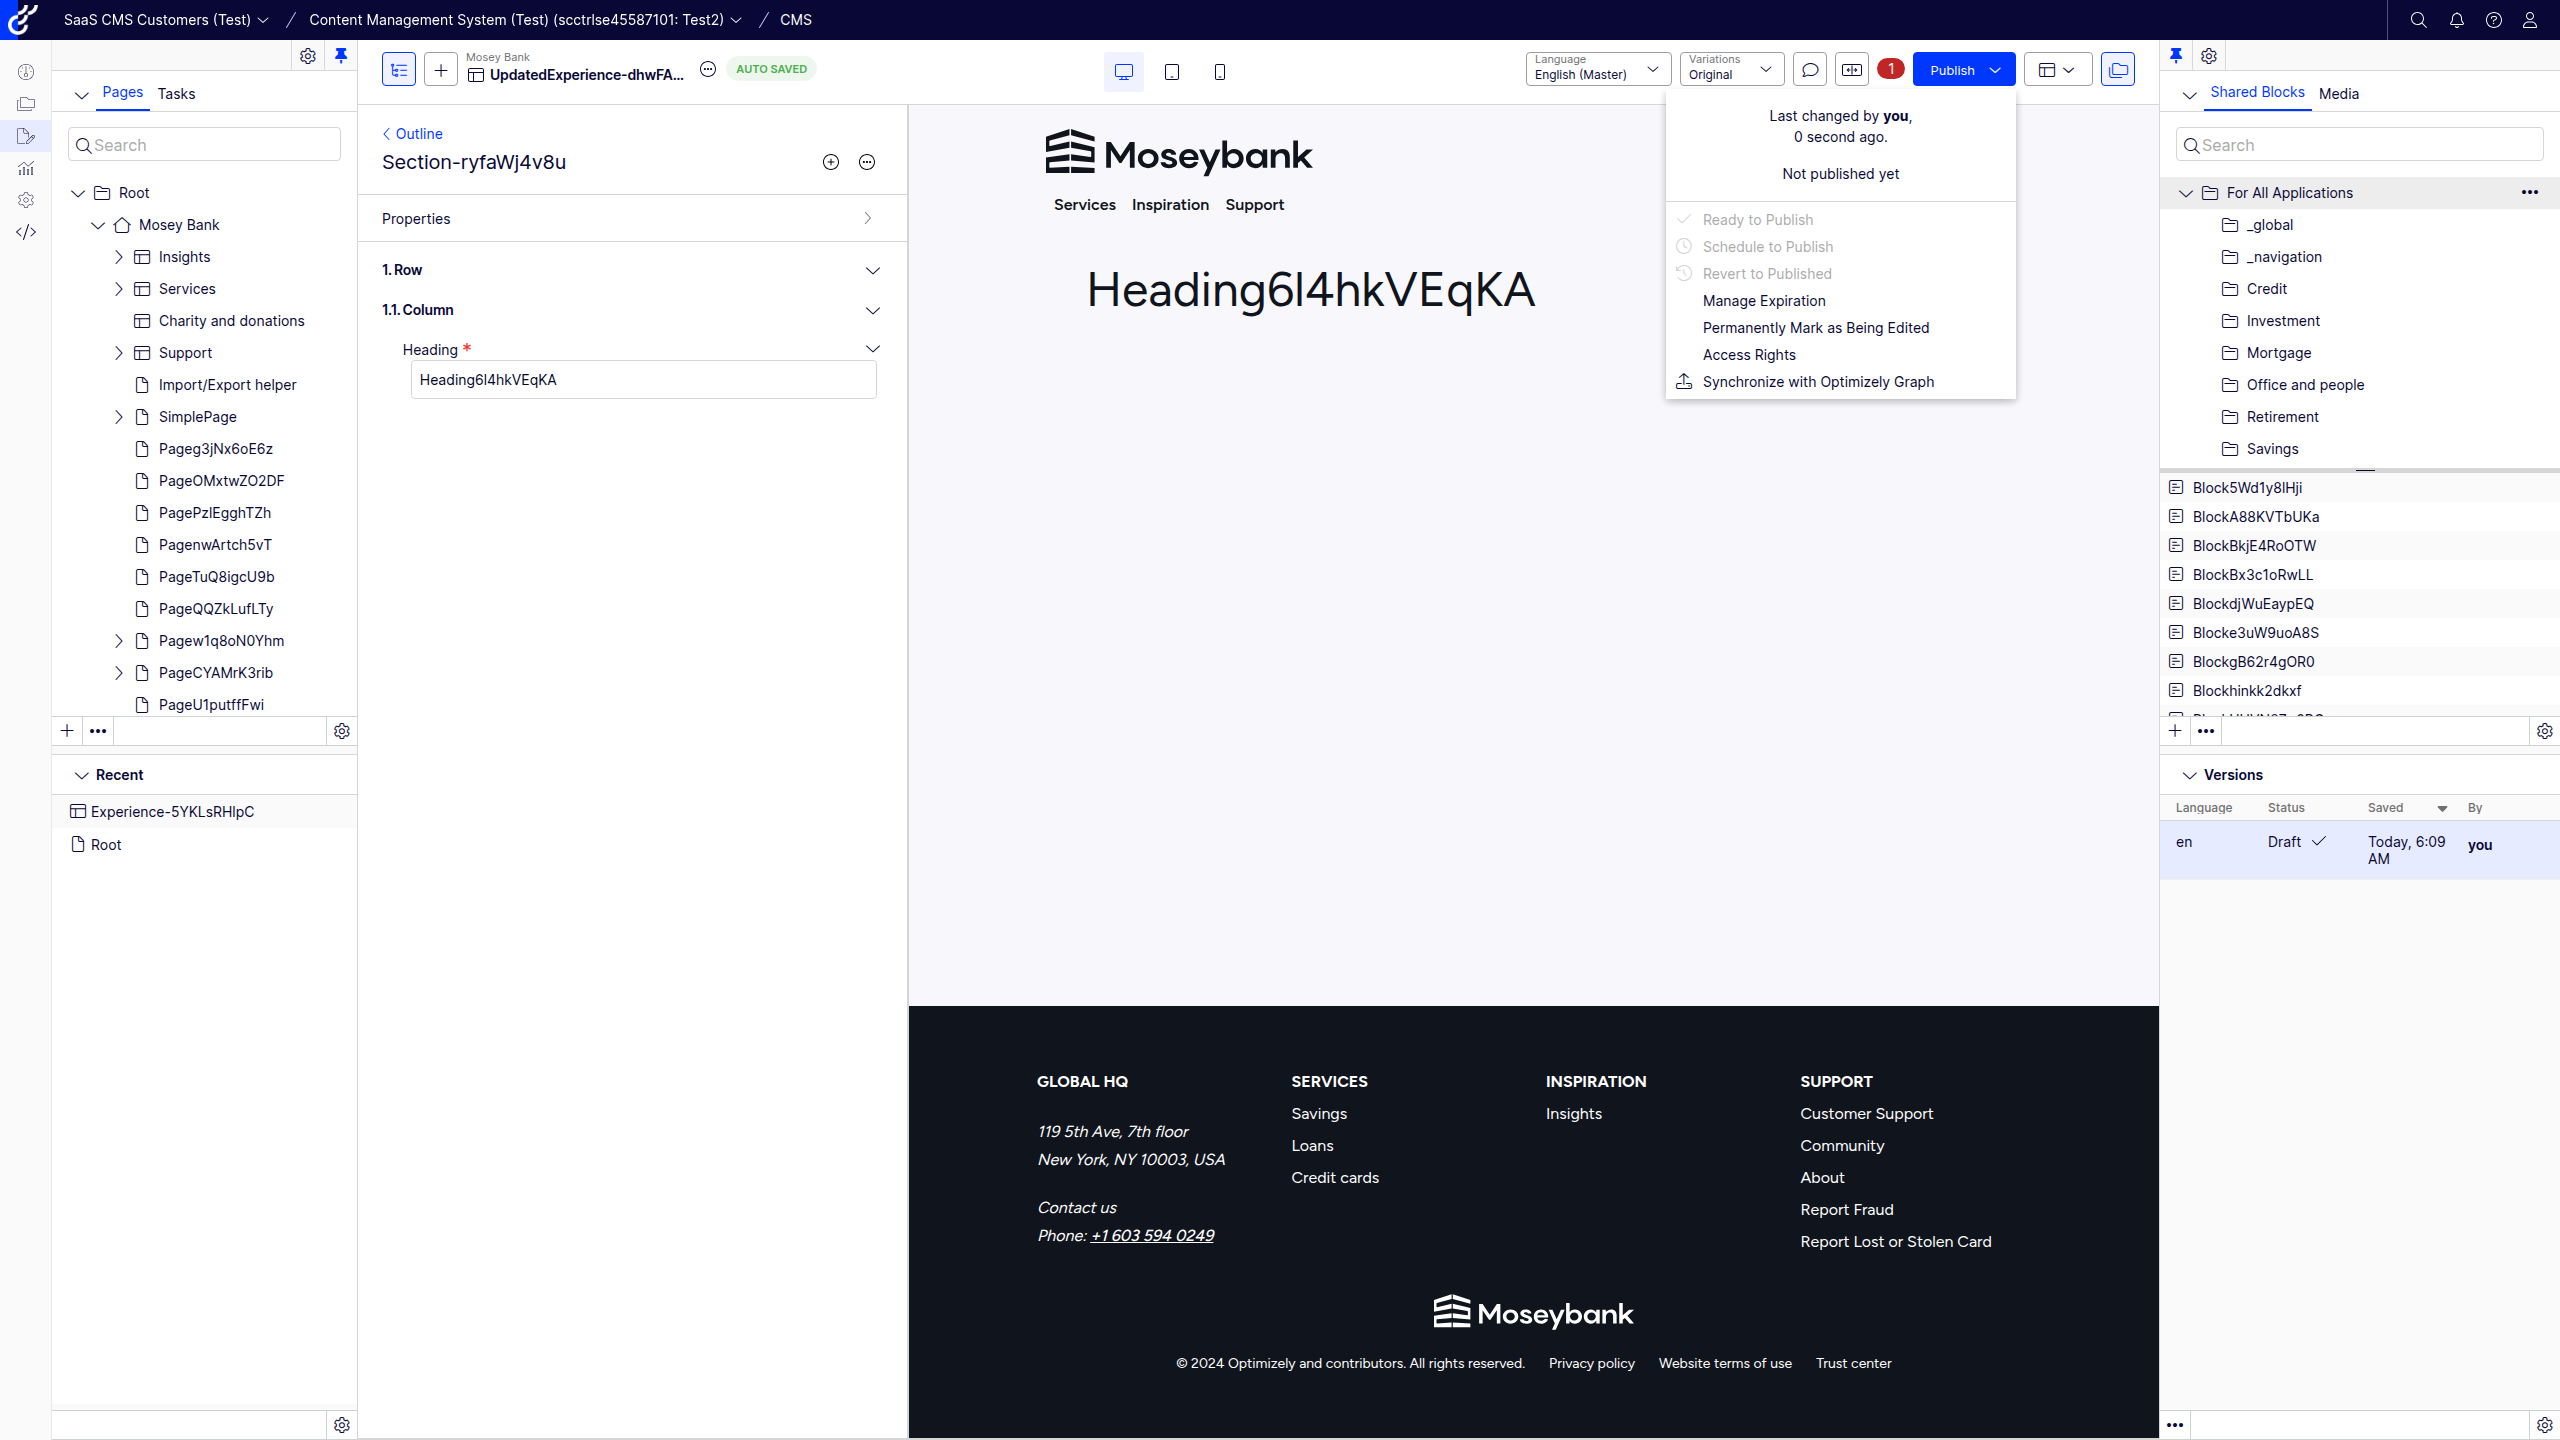 SaaS CMS Customers (Test)
Content Management System (Test) (scctrlse45587101: Test2)
CMS
Pages
Tasks
Search
Root
Mosey Bank
Insights
Services
Charity and donations
Support
Import/Export helper
SimplePage
Pageg3jNx6oE6z
PageOMxtwZO2DF
PagePzlEgghTZh
PagenwArtch5vT
PageTuQ8igcU9b
PageQQZkLufLTy
Pagew1q8oN0Yhm
PageCYAMrK3rib
PageU1putffFwi
Recent
Experience-5YKLsRHlpC
Root
Mosey Bank
UpdatedExperience-dhwFA...
AUTO SAVED
Language
English (Master)
Variations
Original
1
Publish
Outline
Section-ryfaWj4v8u
Properties
1. Row
1.1. Column
Heading *
Heading6l4hkVEqKA
Moseybank
Services Inspiration Support
Heading6l4hkVEqKA
Last changed by you,
0 second ago.
Not published yet
Ready to Publish
Schedule to Publish
Revert to Published
Manage Expiration
Permanently Mark as Being Edited
Access Rights
Synchronize with Optimizely Graph
GLOBAL HQ
119 5th Ave, 7th floor
New York, NY 10003, USA
Contact us
Phone: +1 603 594 0249
SERVICES
Savings
Loans
Credit cards
INSPIRATION
Insights
SUPPORT
Customer Support
Community
About
Report Fraud
Report Lost or Stolen Card
Moseybank
© 2024 Optimizely and contributors. All rights reserved. Privacy policy Website terms of use Trust center
Shared Blocks
Media
Search
For All Applications
_global
_navigation
Credit
Investment
Mortgage
Office and people
Retirement
Savings
Block5Wd1y8lHji
BlockA88KVTbUKa
BlockBkjE4RoOTW
BlockBx3c1oRwLL
BlockdjWuEaypEQ
Blocke3uW9uoA8S
BlockgB62r4gOR0
Blockhinkk2dkxf
Versions
Language Status Saved By
en Draft Today, 6:09 AM you